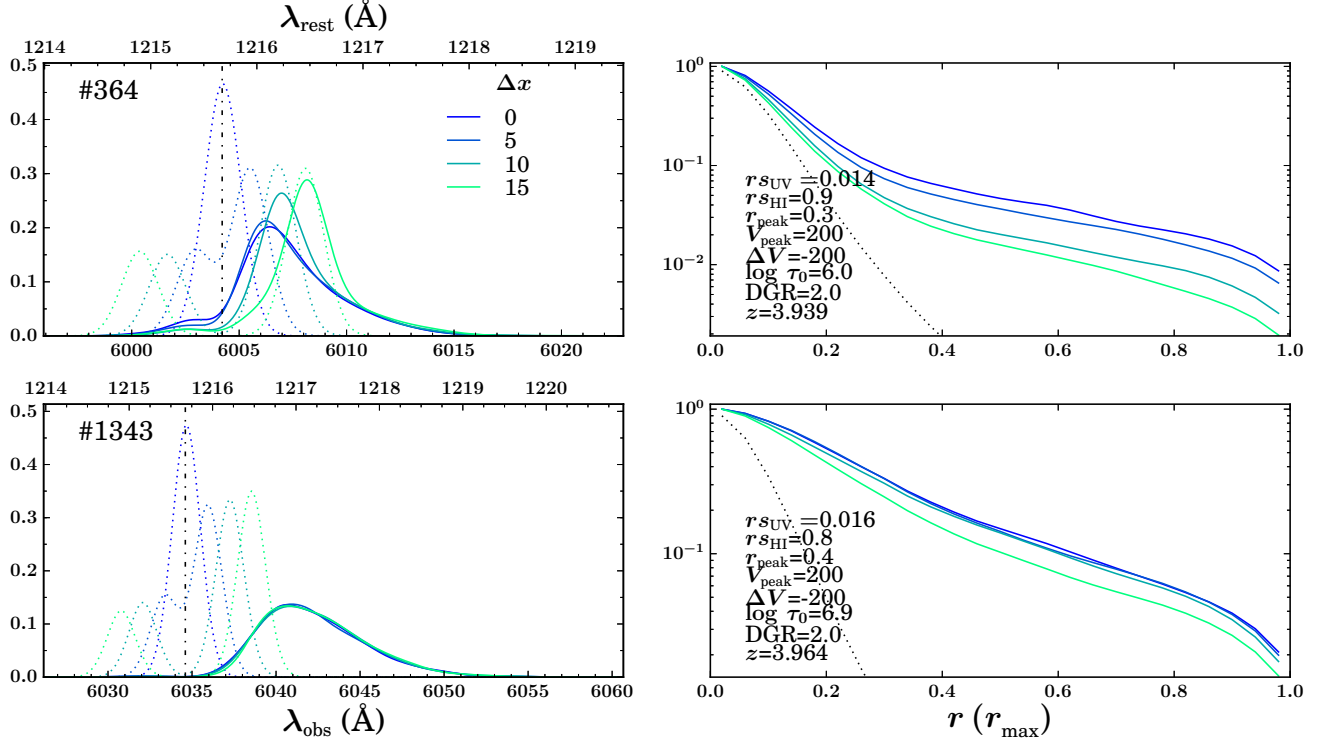 λrest (Å)
1214 1215 1216 1217 1218 1219
#364
Δx
0
5
10
15
0.5
0.4
0.3
0.2
0.1
0.0
6000 6005 6010 6015 6020
10⁰
10⁻¹
10⁻²
rsUV =0.014
rsHI=0.9
rpeak=0.3
Vpeak=200
ΔV=-200
log τ0=6.0
DGR=2.0
z=3.939
0.0 0.2 0.4 0.6 0.8 1.0
1214 1215 1216 1217 1218 1219 1220
#1343
0.5
0.4
0.3
0.2
0.1
0.0
6030 6035 6040 6045 6050 6055 6060
λobs (Å)
10⁰
10⁻¹
rsUV =0.016
rsHI=0.8
rpeak=0.4
Vpeak=200
ΔV=-200
log τ0=6.9
DGR=2.0
z=3.964
0.0 0.2 0.4 0.6 0.8 1.0
r (rmax)